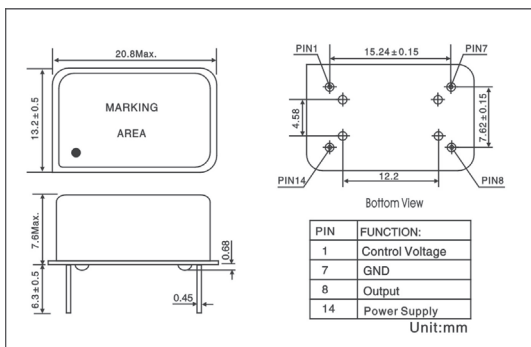 20.8Max.
13.2±0.5
MARKING
AREA
7.6Max.
6.3±0.5
0.68
0.45
PIN1
15.24±0.15
PIN7
4.58
7.62±0.15
PIN14
12.2
PIN8
Bottom View
PIN FUNCTION:
1 Control Voltage
7 GND
8 Output
14 Power Supply
Unit:mm